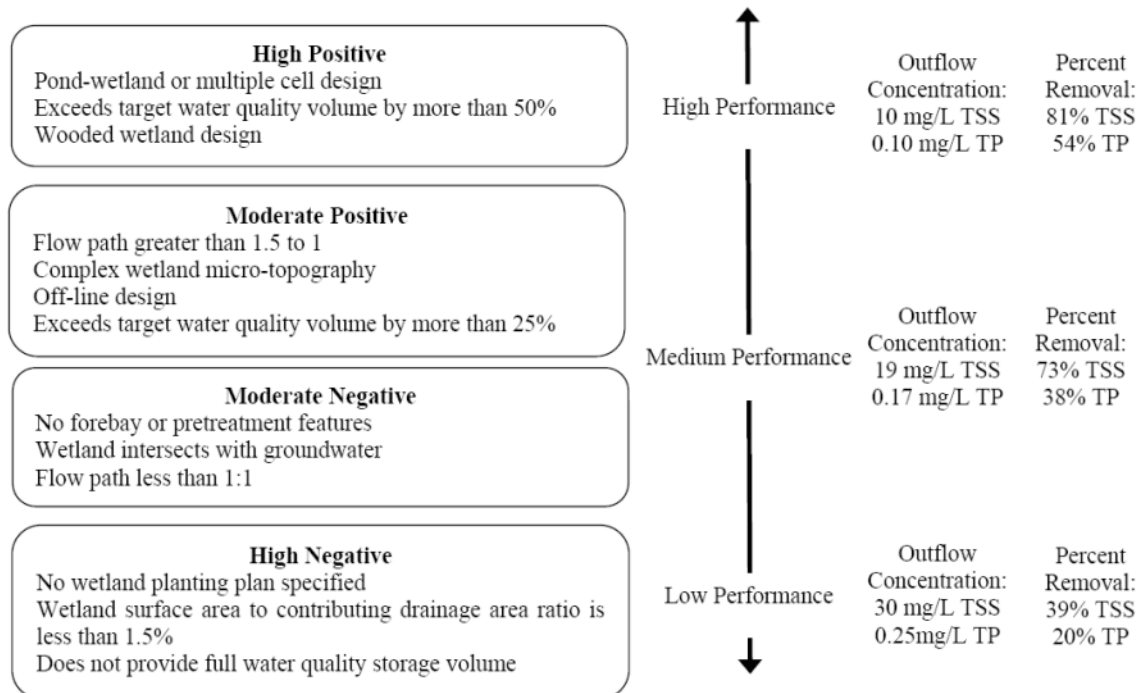 High Positive
Pond-wetland or multiple cell design
Exceeds target water quality volume by more than 50%
Wooded wetland design
High Performance
Outflow
Concentration:
10 mg/L TSS
0.10 mg/L TP
Percent
Removal:
81% TSS
54% TP
Moderate Positive
Flow path greater than 1.5 to 1
Complex wetland micro-topography
Off-line design
Exceeds target water quality volume by more than 25%
Medium Performance
Outflow
Concentration:
19 mg/L TSS
0.17 mg/L TP
Percent
Removal:
73% TSS
38% TP
Moderate Negative
No forebay or pretreatment features
Wetland intersects with groundwater
Flow path less than 1:1
High Negative
No wetland planting plan specified
Wetland surface area to contributing drainage area ratio is
less than 1.5%
Does not provide full water quality storage volume
Low Performance
Outflow
Concentration:
30 mg/L TSS
0.25mg/L TP
Percent
Removal:
39% TSS
20% TP